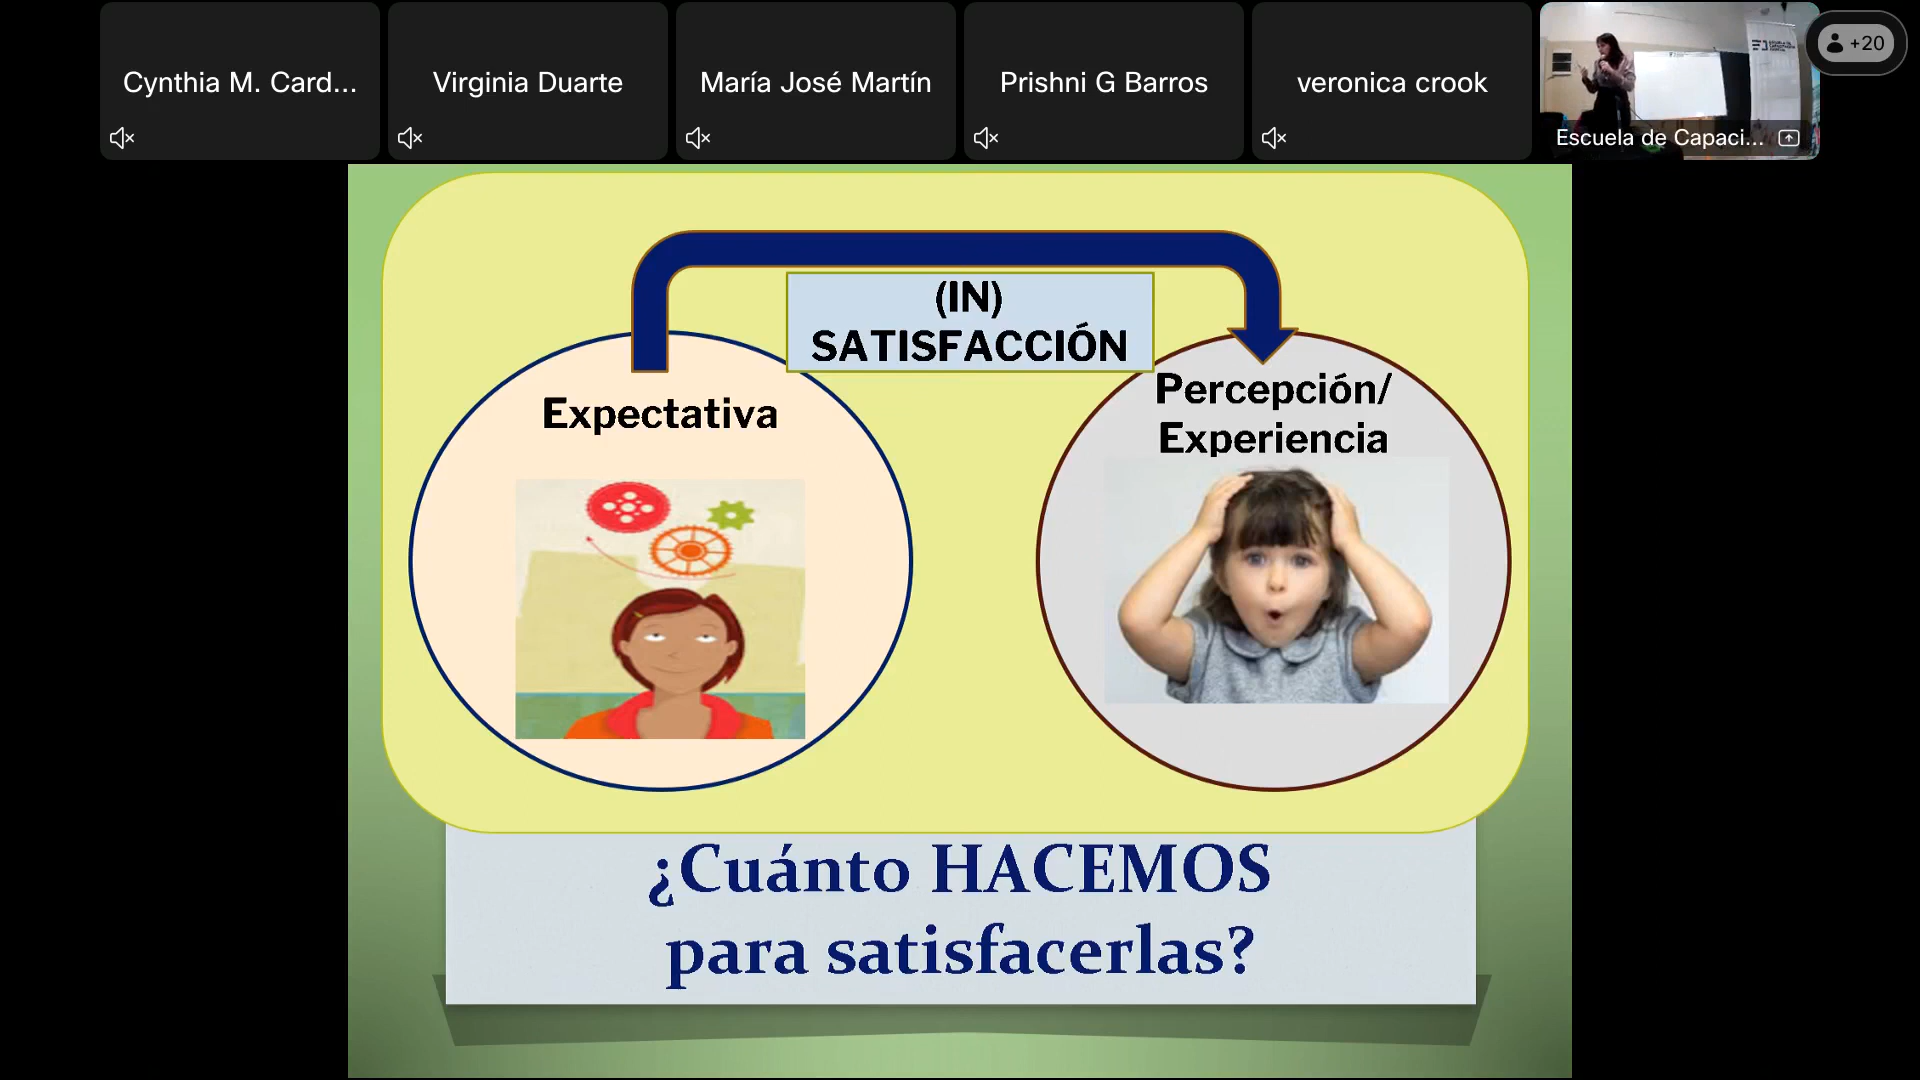 Cynthia M. Card...
Virginia Duarte
María José Martín
Prishni G Barros
veronica crook
Escuela de Capaci...
+20
(IN)
SATISFACCIÓN
Expectativa
Percepción/
Experiencia
¿Cuánto HACEMOS
para satisfacerlas?